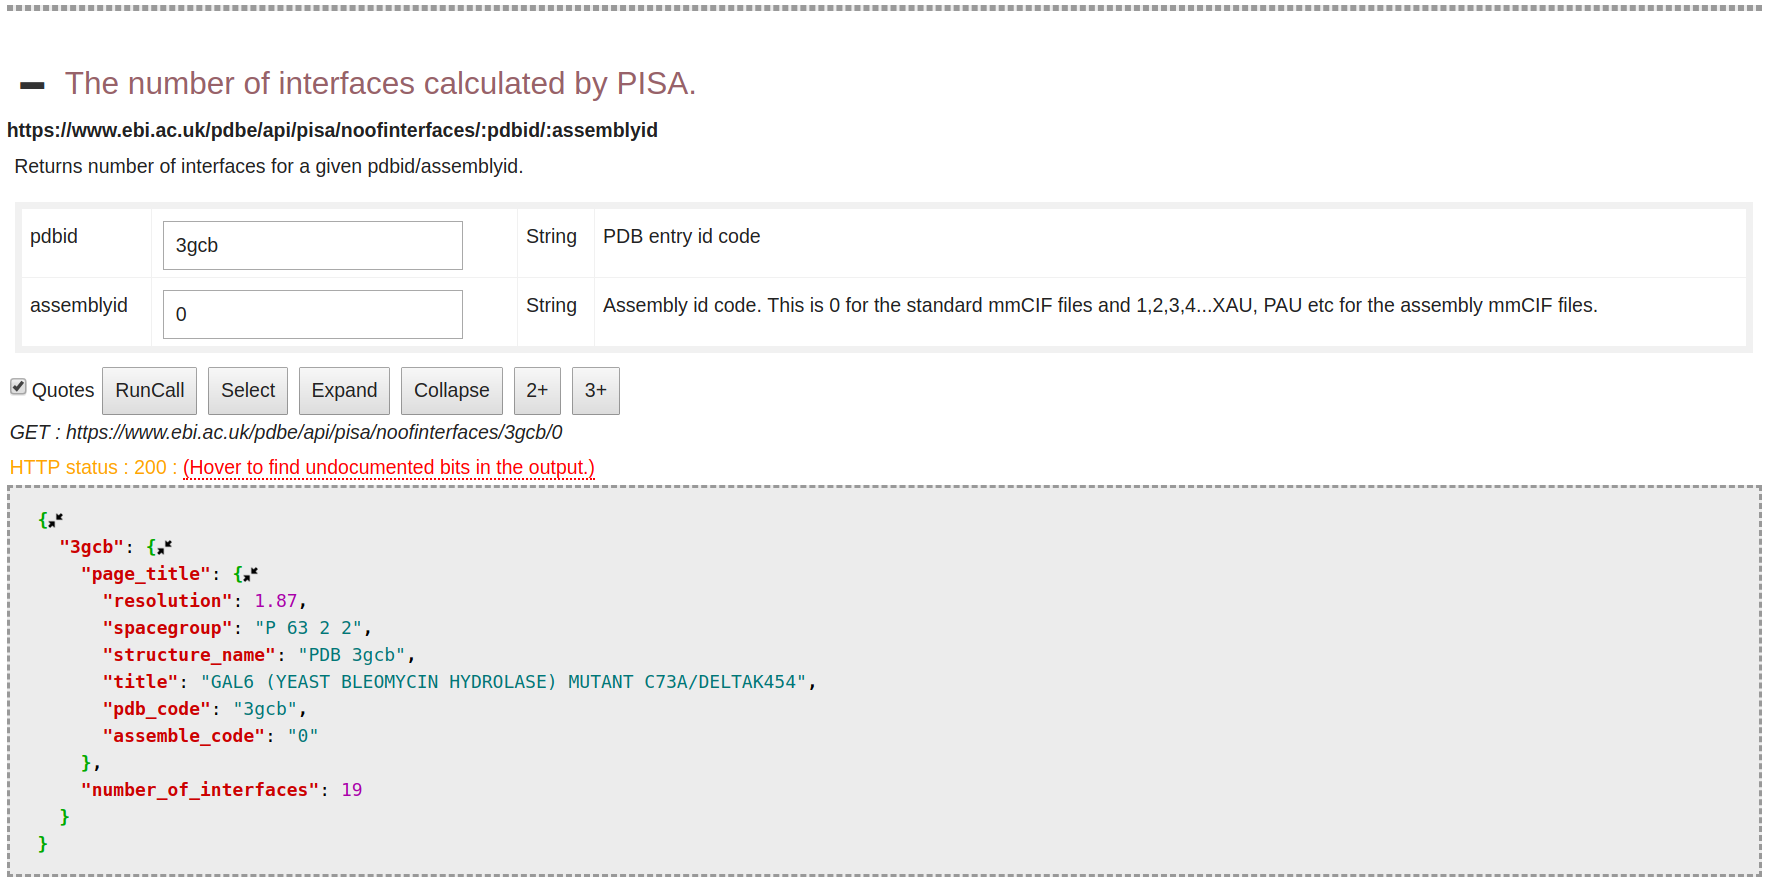 The number of interfaces calculated by PISA.
https://www.ebi.ac.uk/pdbe/api/pisa/noofinterfaces/:pdbid/:assemblyid
Returns number of interfaces for a given pdbid/assemblyid.
pdbid 3gcb String PDB entry id code
assemblyid 0 String Assembly id code. This is 0 for the standard mmCIF files and 1,2,3,4...XAU, PAU etc for the assembly mmCIF files.
Quotes RunCall Select Expand Collapse 2+ 3+
GET : https://www.ebi.ac.uk/pdbe/api/pisa/noofinterfaces/3gcb/0
HTTP status : 200 : (Hover to find undocumented bits in the output.)
{
"3gcb": {
"page_title": {
"resolution": 1.87,
"spacegroup": "P 63 2 2",
"structure_name": "PDB 3gcb",
"title": "GAL6 (YEAST BLEOMYCIN HYDROLASE) MUTANT C73A/DELTAK454",
"pdb_code": "3gcb",
"assemble_code": "0"
},
"number_of_interfaces": 19
}
}